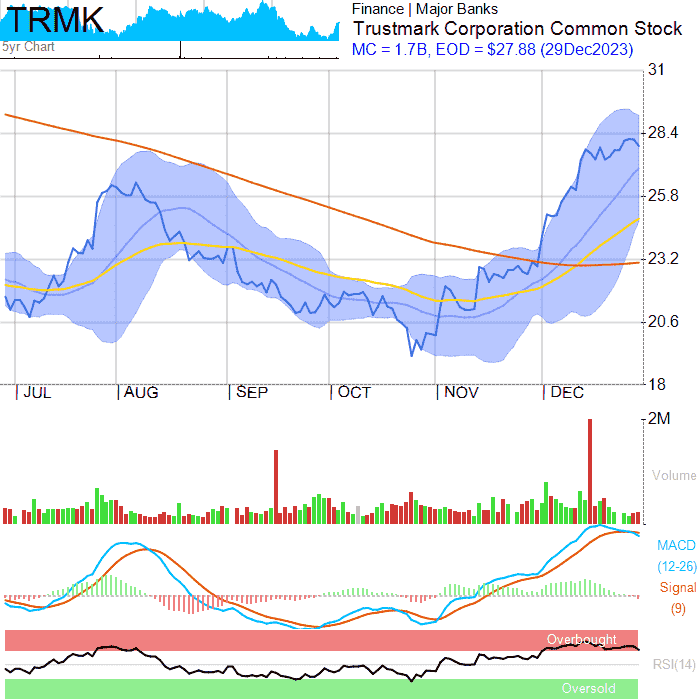 TRMK
5yr Chart
Finance | Major Banks
Trustmark Corporation Common Stock
MC = 1.7B, EOD = $27.88 (29Dec2023)
31
28.4
25.8
23.2
20.6
18
JUL AUG SEP OCT NOV DEC
2M
Volume
MACD
(12-26)
Signal
(9)
Overbought
RSI(14)
Oversold